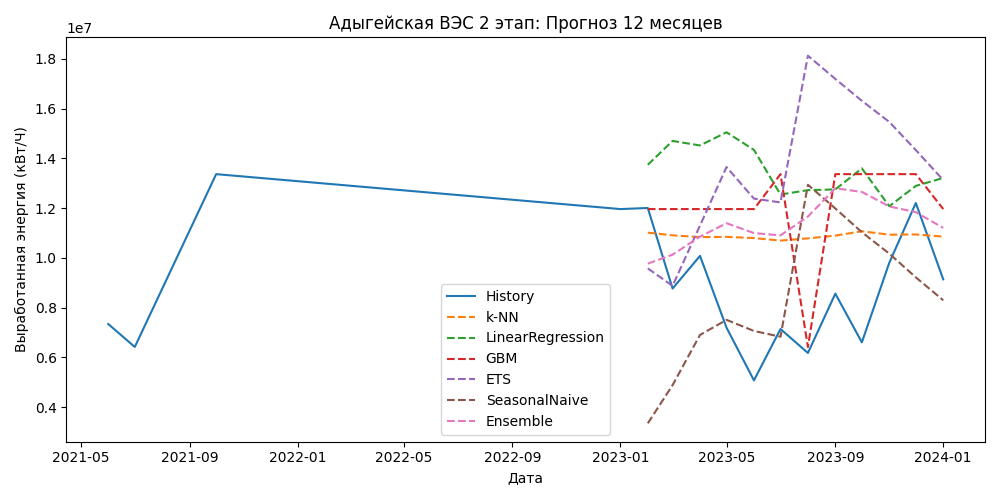 Адыгейская ВЭС 2 этап: Прогноз 12 месяцев
1e7
Выработанная энергия (кВт/Ч)
1.8
1.6
1.4
1.2
1.0
0.8
0.6
0.4
History
k-NN
LinearRegression
GBM
ETS
SeasonalNaive
Ensemble
2021-05 2021-09 2022-01 2022-05 2022-09 2023-01 2023-05 2023-09 2024-01
Дата